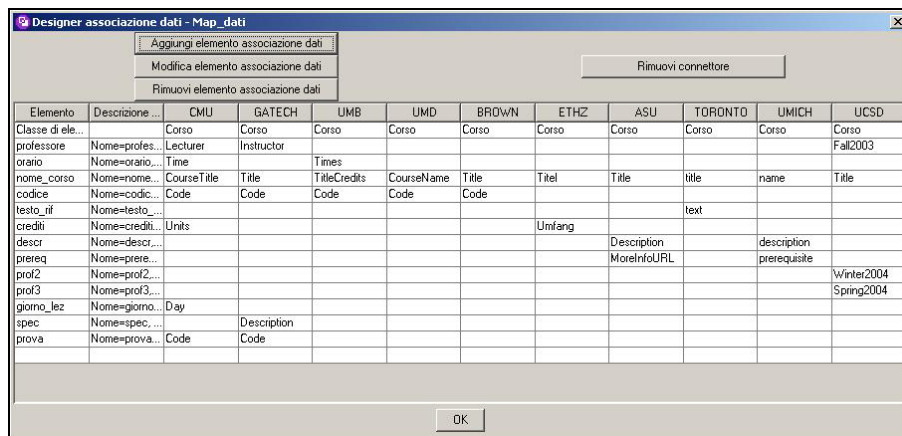 Designer associazione dati - Map_dati
Aggiungi elemento associazione dati
Modifica elemento associazione dati
Rimuovi connettore
Rimuovi elemento associazione dati
Elemento Descrizione ... CMU GATECH UMB UMD BROWN ETHZ ASU TORONTO UMICH UCSD
Classe di ele... Corso Corso Corso Corso Corso Corso Corso Corso Corso Corso
professore Nome=profes... Lecturer Instructor Fall2003
orario Nome=orario,... Time Times
nome_corso Nome=nome... CourseTitle Title TitleCredits CourseName Title Titel Title title name Title
codice Nome=codic... Code Code Code Code Code
testo_rif Nome=testo_... text
crediti Nome=crediti... Units Umfang
descr Nome=descr,... Description description
prereq Nome=prere... MoreInfoURL prerequisite
prof2 Nome=prof2,... Winter2004
prof3 Nome=prof3,... Spring2004
giorno_lez Nome=giorno... Day
spec Nome=spec, ... Description
prova Nome=prova... Code Code
OK